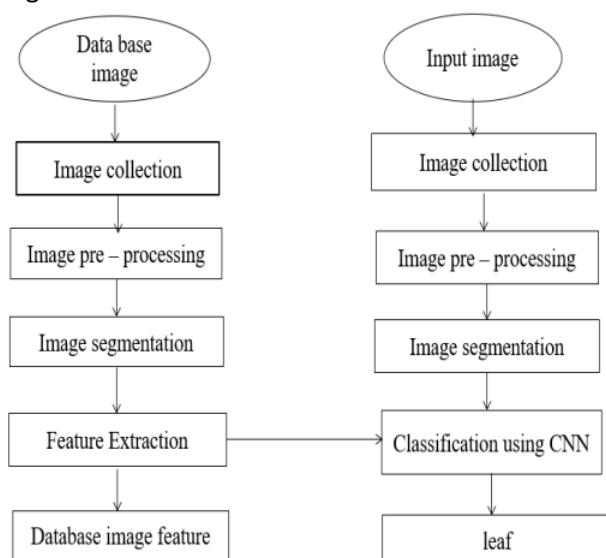 Data base
image
Image collection
Image pre – processing
Image segmentation
Feature Extraction
Database image feature
Input image
Image collection
Image pre – processing
Image segmentation
Classification using CNN
leaf